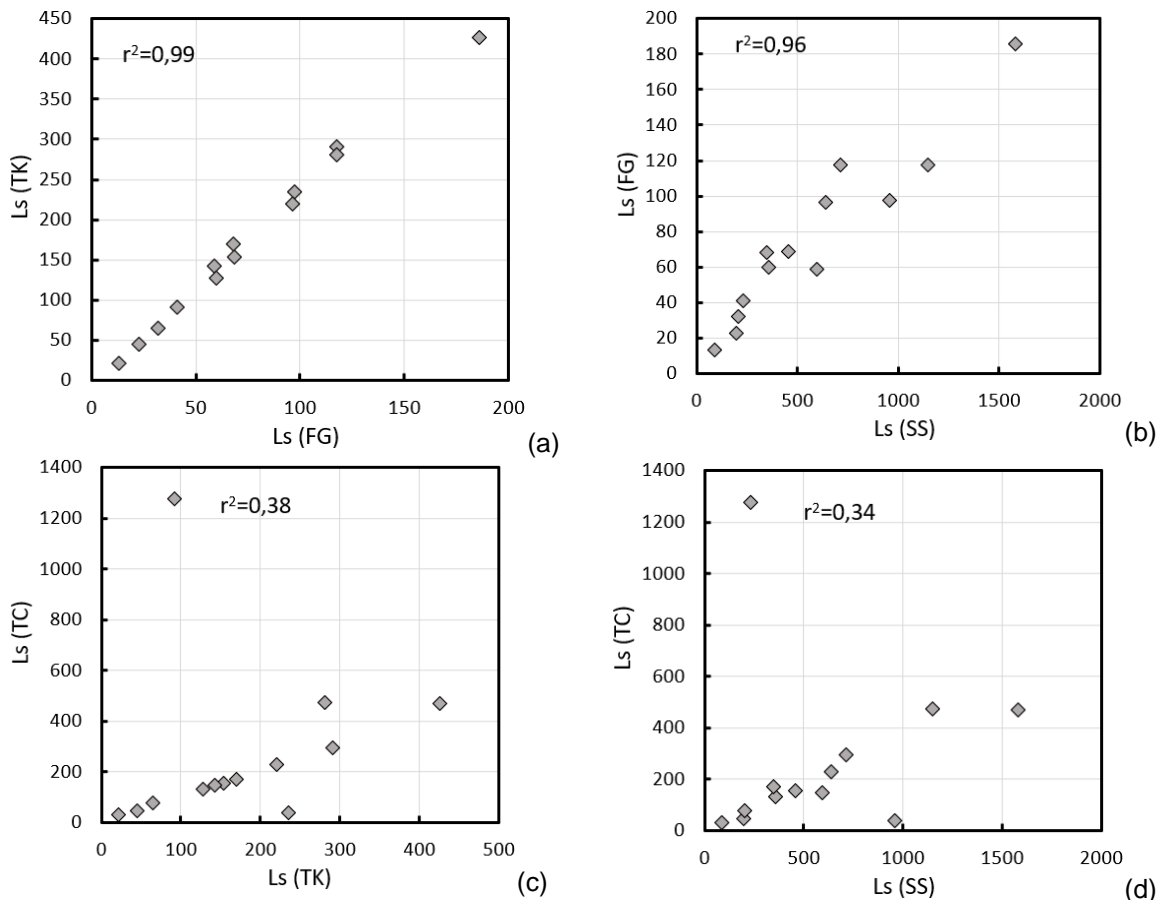 450
400
350
300
250
200
150
100
50
0
r²=0,99
Ls (TK)
0 50 100 150 200
Ls (FG)
(a)
200
180
160
140
120
100
80
60
40
20
0
r²=0,96
Ls (FG)
0 500 1000 1500 2000
Ls (SS)
(b)
1400
1200
1000
800
600
400
200
0
r²=0,38
Ls (TC)
0 100 200 300 400 500
Ls (TK)
(c)
1400
1200
1000
800
600
400
200
0
r²=0,34
Ls (TC)
0 500 1000 1500 2000
Ls (SS)
(d)